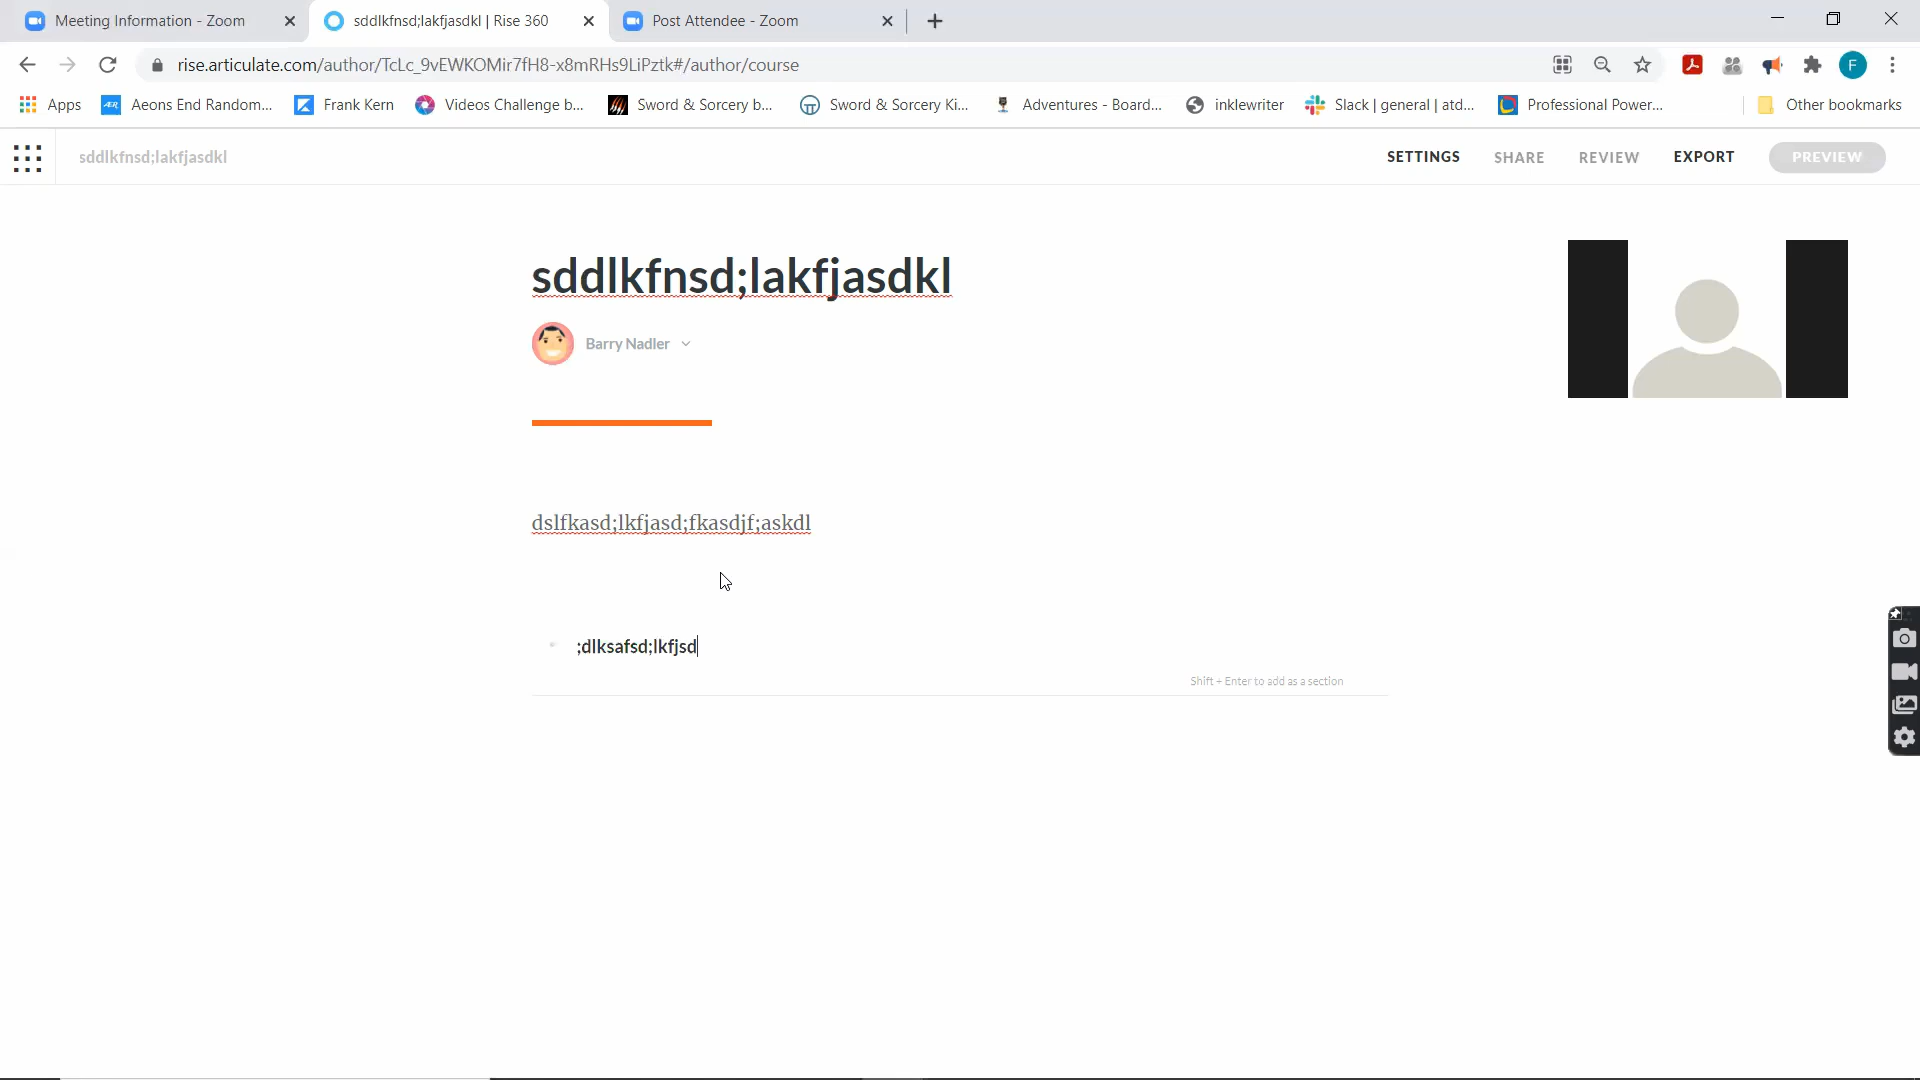 Meeting Information - Zoom
sddlkfnsd;lakfjasdkl | Rise 360
Post Attendee - Zoom
rise.articulate.com/author/TcLc_9vEWKOMir7fH8-x8mRHs9LiPztk#/author/course
F
Apps
AER
Aeons End Random...
Frank Kern
Videos Challenge b...
Sword & Sorcery b...
Sword & Sorcery Ki...
Adventures - Board...
inklewriter
Slack | general | atd...
Professional Power...
Other bookmarks
sddlkfnsd;lakfjasdkl
SETTINGS
SHARE
REVIEW
EXPORT
PREVIEW
sddlkfnsd;lakfjasdkl
Barry Nadler
dslfkasd;lkfjasd;fkasdjf;askdl
;dlksafsd;lkfjsd
Shift + Enter to add as a section